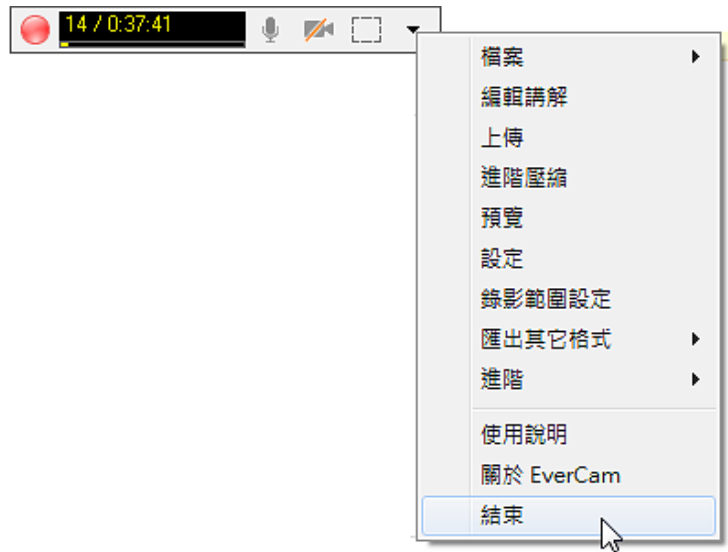 14 / 0:37:41
檔案
編輯講解
上傳
進階壓縮
預覽
設定
錄影範圍設定
匯出其它格式
進階
使用說明
關於 EverCam
結束